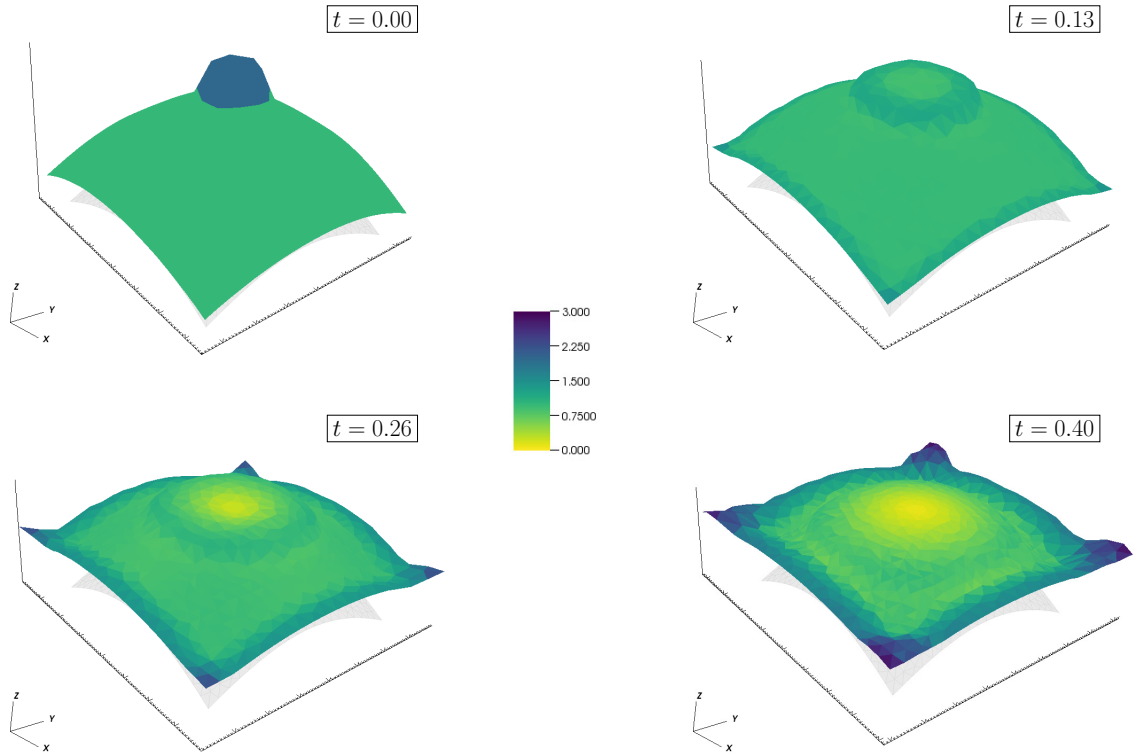 t = 0.00
t = 0.13
Z
Y
X
Z
Y
X
3.000
2.250
1.500
0.7500
0.000
t = 0.26
t = 0.40
Z
Y
X
Z
Y
X